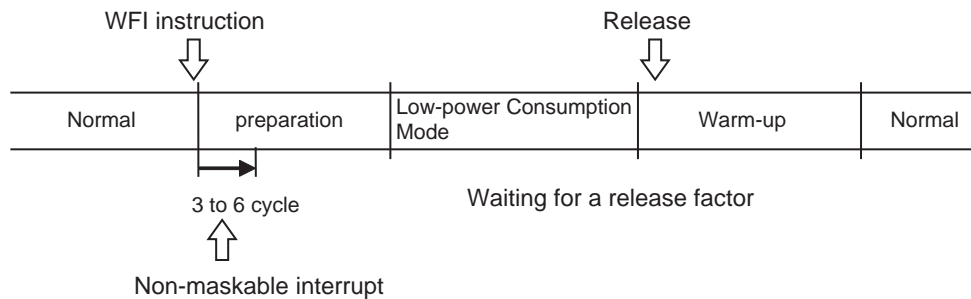 WFI instruction
Release
Normal
preparation
Low-power Consumption
Mode
Warm-up
Normal
3 to 6 cycle
Waiting for a release factor
Non-maskable interrupt